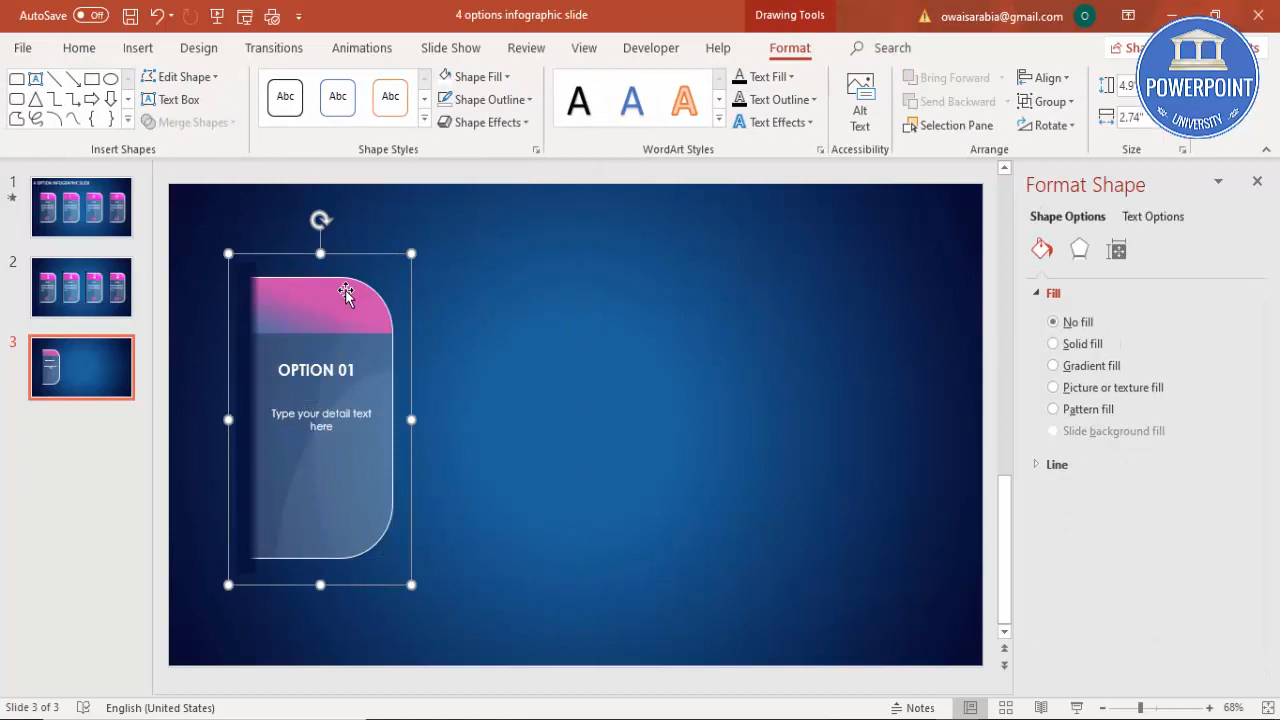 AutoSave Off
4 options infographic slide
Drawing Tools
owaisarabia@gmail.com
O
File Home Insert Design Transitions Animations Slide Show Review View Developer Help Format Search
POWERPOINT
UNIVERSITY
Edit Shape
Text Box
Merge Shapes
Insert Shapes
Abc Abc Abc
Shape Fill
Shape Outline
Shape Effects
Shape Styles
A A A
Text Fill
Text Outline
Text Effects
WordArt Styles
Alt
Text
Accessibility
Bring Forward
Send Backward
Selection Pane
Align
Group
Rotate
Arrange
2.74"
Size
1
2
3
OPTION 01
Type your detail text
here
Format Shape
Shape Options Text Options
Fill
No fill
Solid fill
Gradient fill
Picture or texture fill
Pattern fill
Slide background fill
Line
Slide 3 of 3
English (United States)
Notes
68%